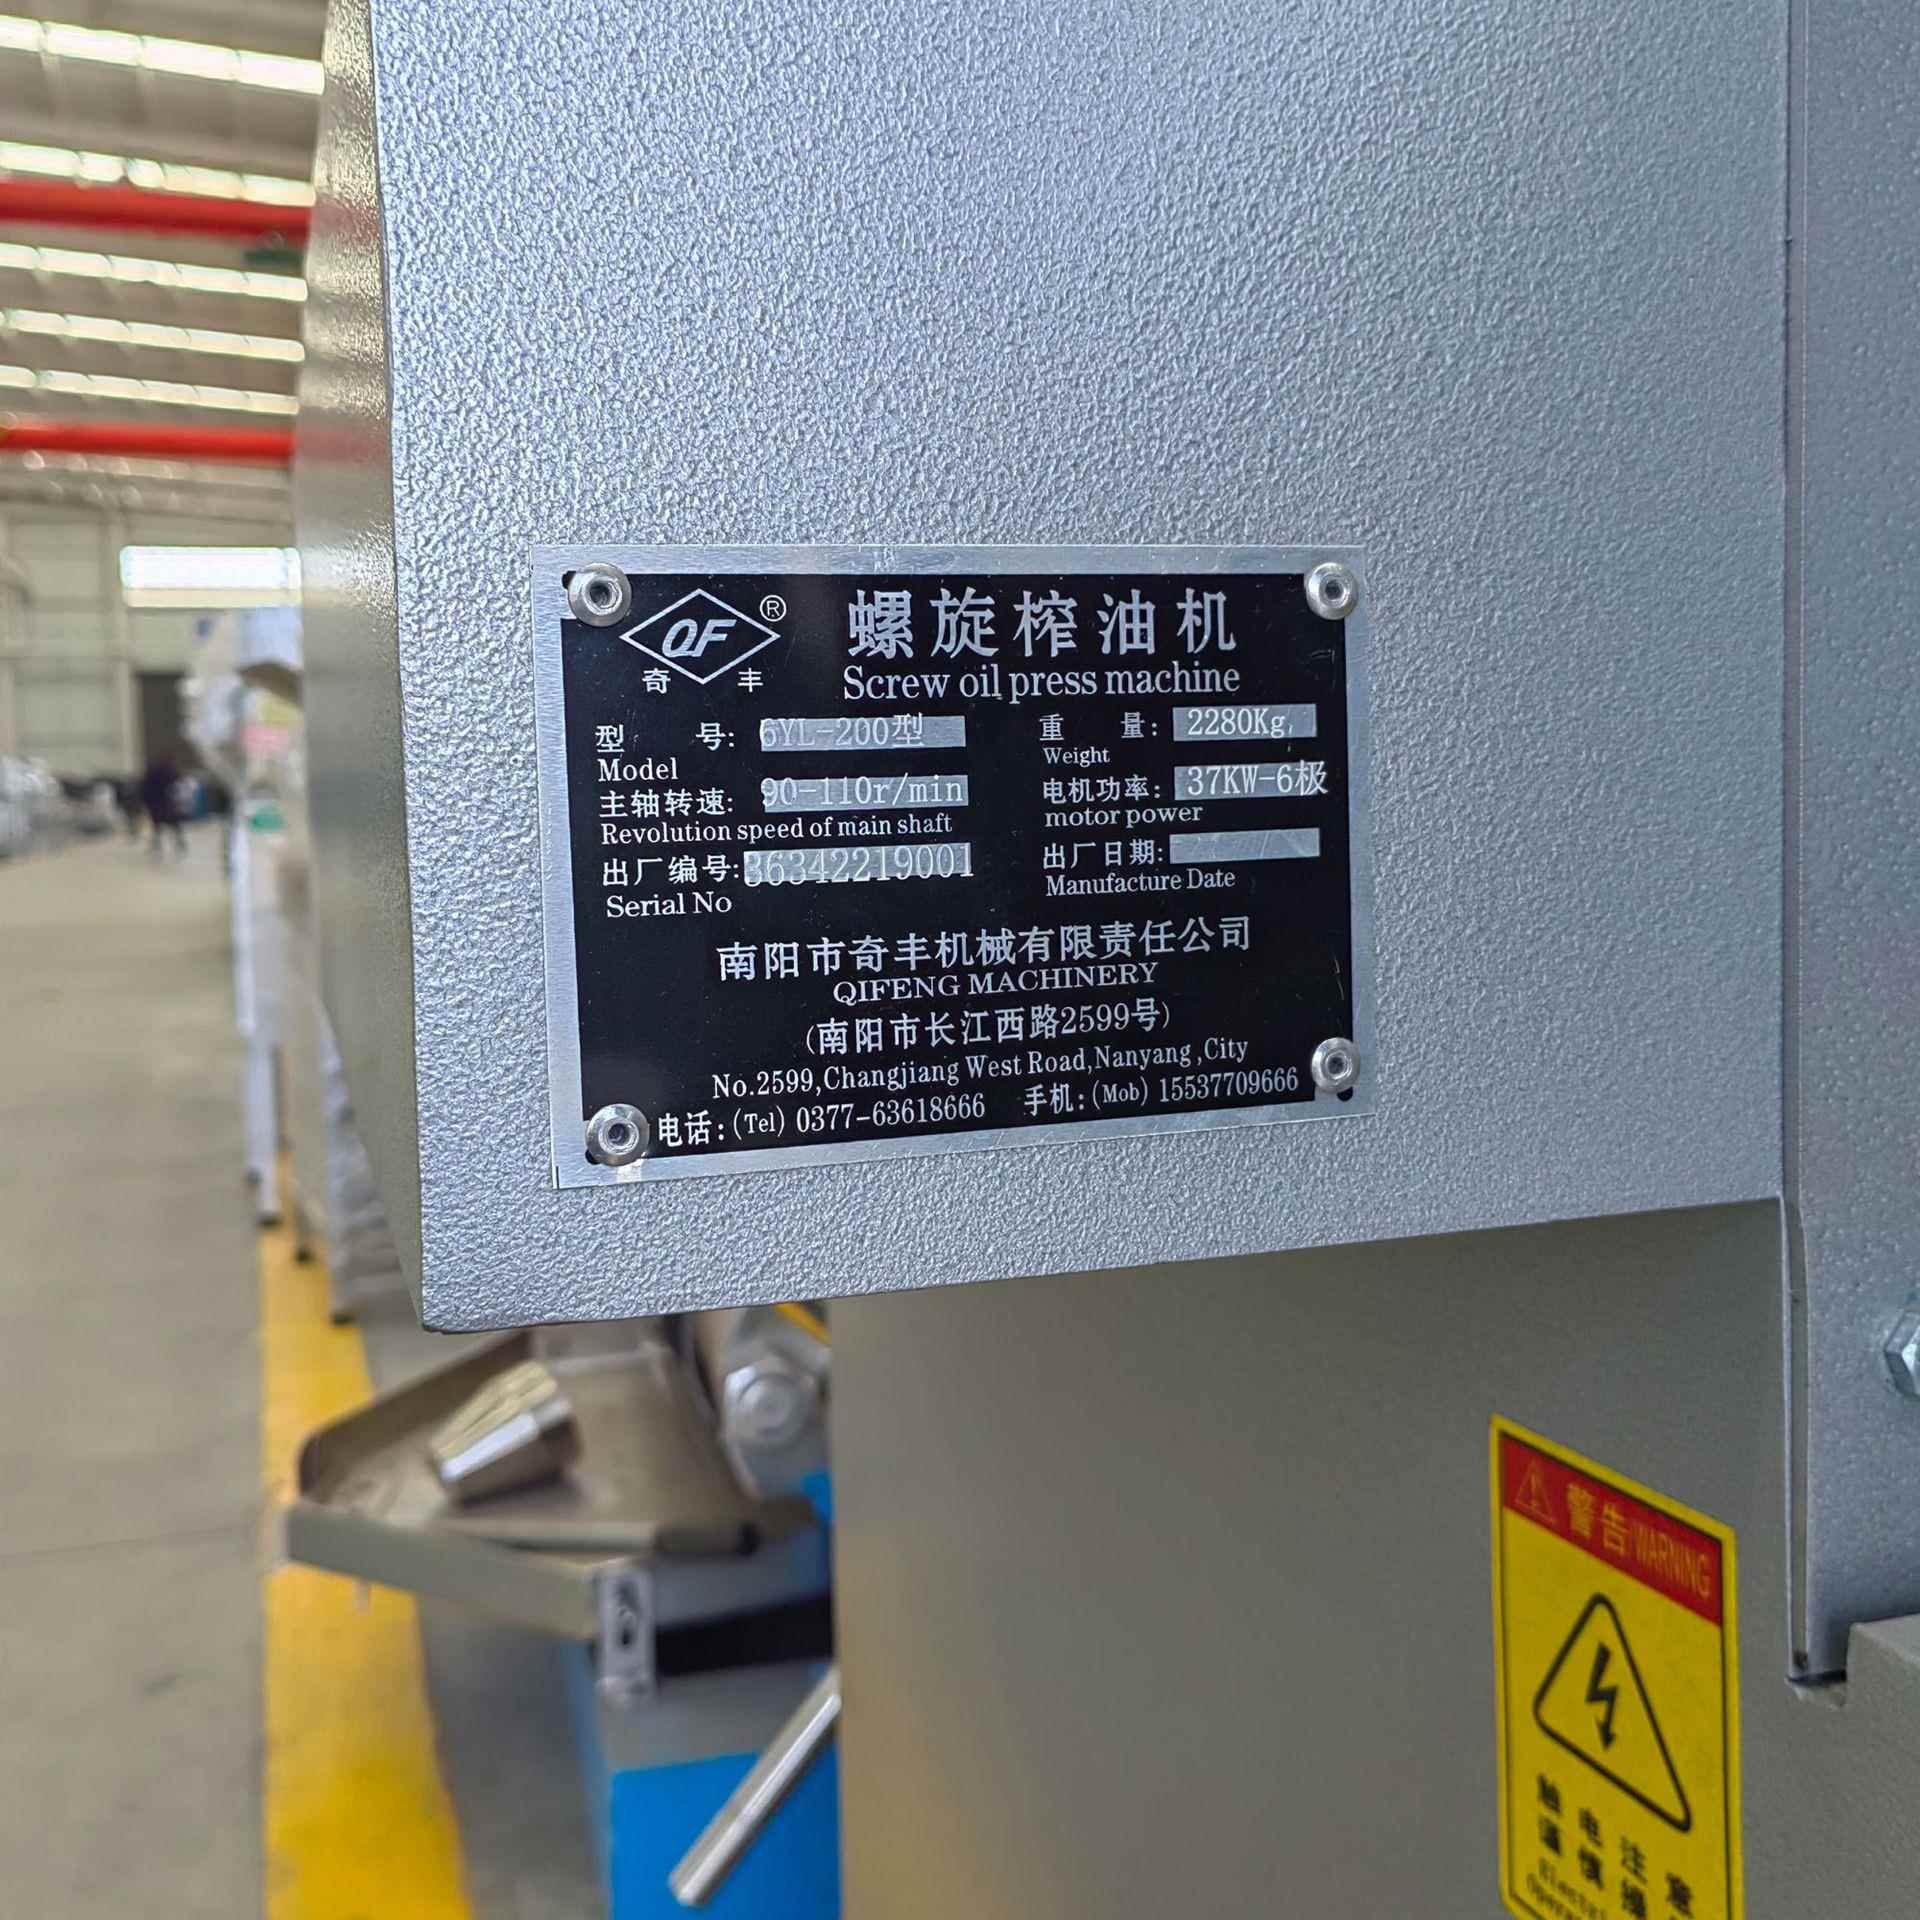 QF ®
奇 丰
螺旋榨油机
Screw oil press machine
型 号: 6YL-200型
Model
重 量: 2280Kg
Weight
主轴转速: 90-110r/min
Revolution speed of main shaft
电机功率: 37KW-6极
motor power
出厂编号: 36342219001
Serial No
出厂日期:
Manufacture Date
南阳市奇丰机械有限责任公司
QIFENG MACHINERY
(南阳市长江西路2599号)
No.2599,Changjiang West Road,Nanyang ,City
电话:(Tel) 0377-63618666 手机:(Mob) 15537709666
警告/WARNING
触电注意